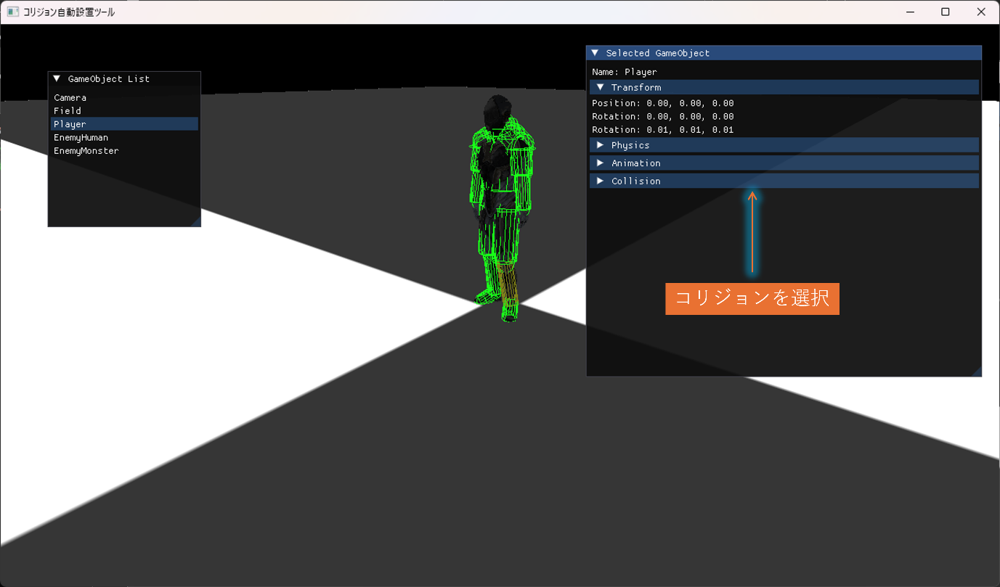 コリジョン自動設置ツール
GameObject List
Camera
Field
Player
EnemyHuman
EnemyMonster
Selected GameObject
Name: Player
Transform
Position: 0.00, 0.00, 0.00
Rotation: 0.00, 0.00, 0.00
Rotation: 0.01, 0.01, 0.01
Physics
Animation
Collision
コリジョンを選択